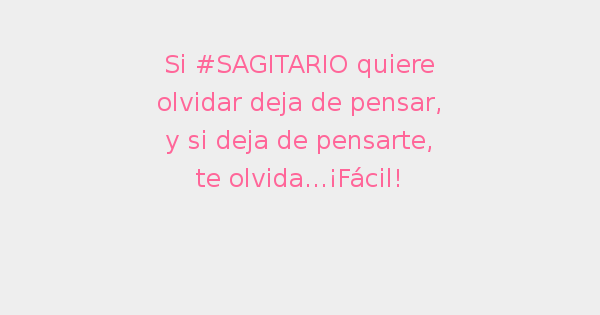 Si #SAGITARIO quiere
olvidar deja de pensar,
y si deja de pensarte,
te olvida...¡Fácil!